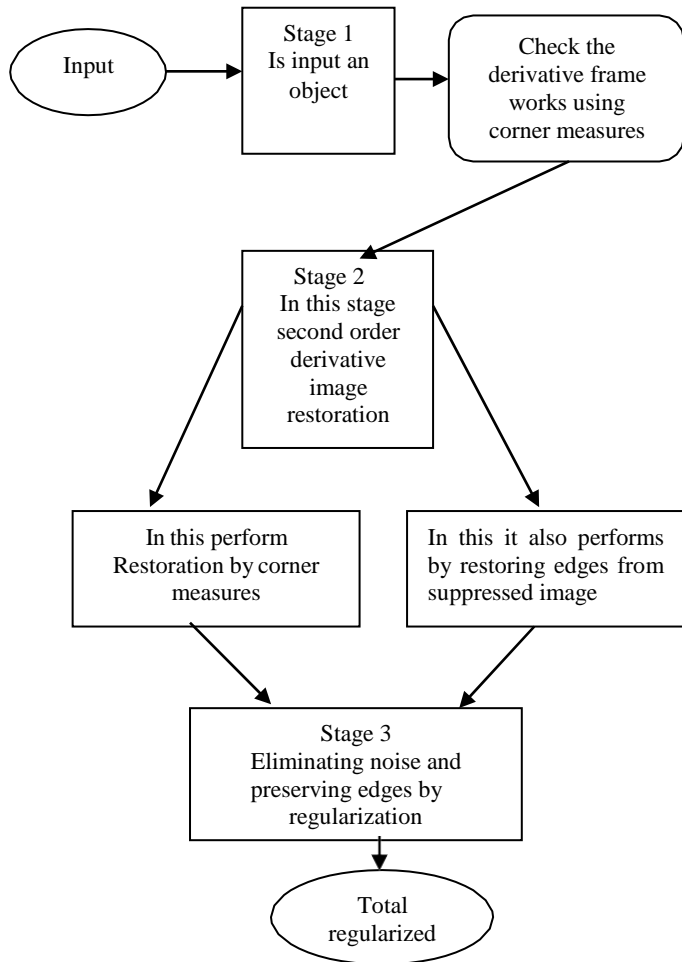 Input
Stage 1
Is input an
object
Check the
derivative frame
works using
corner measures
Stage 2
In this stage
second order
derivative
image
restoration
In this perform
Restoration by corner
measures
In this it also performs
by restoring edges from
suppressed image
Stage 3
Eliminating noise and
preserving edges by
regularization
Total
regularized